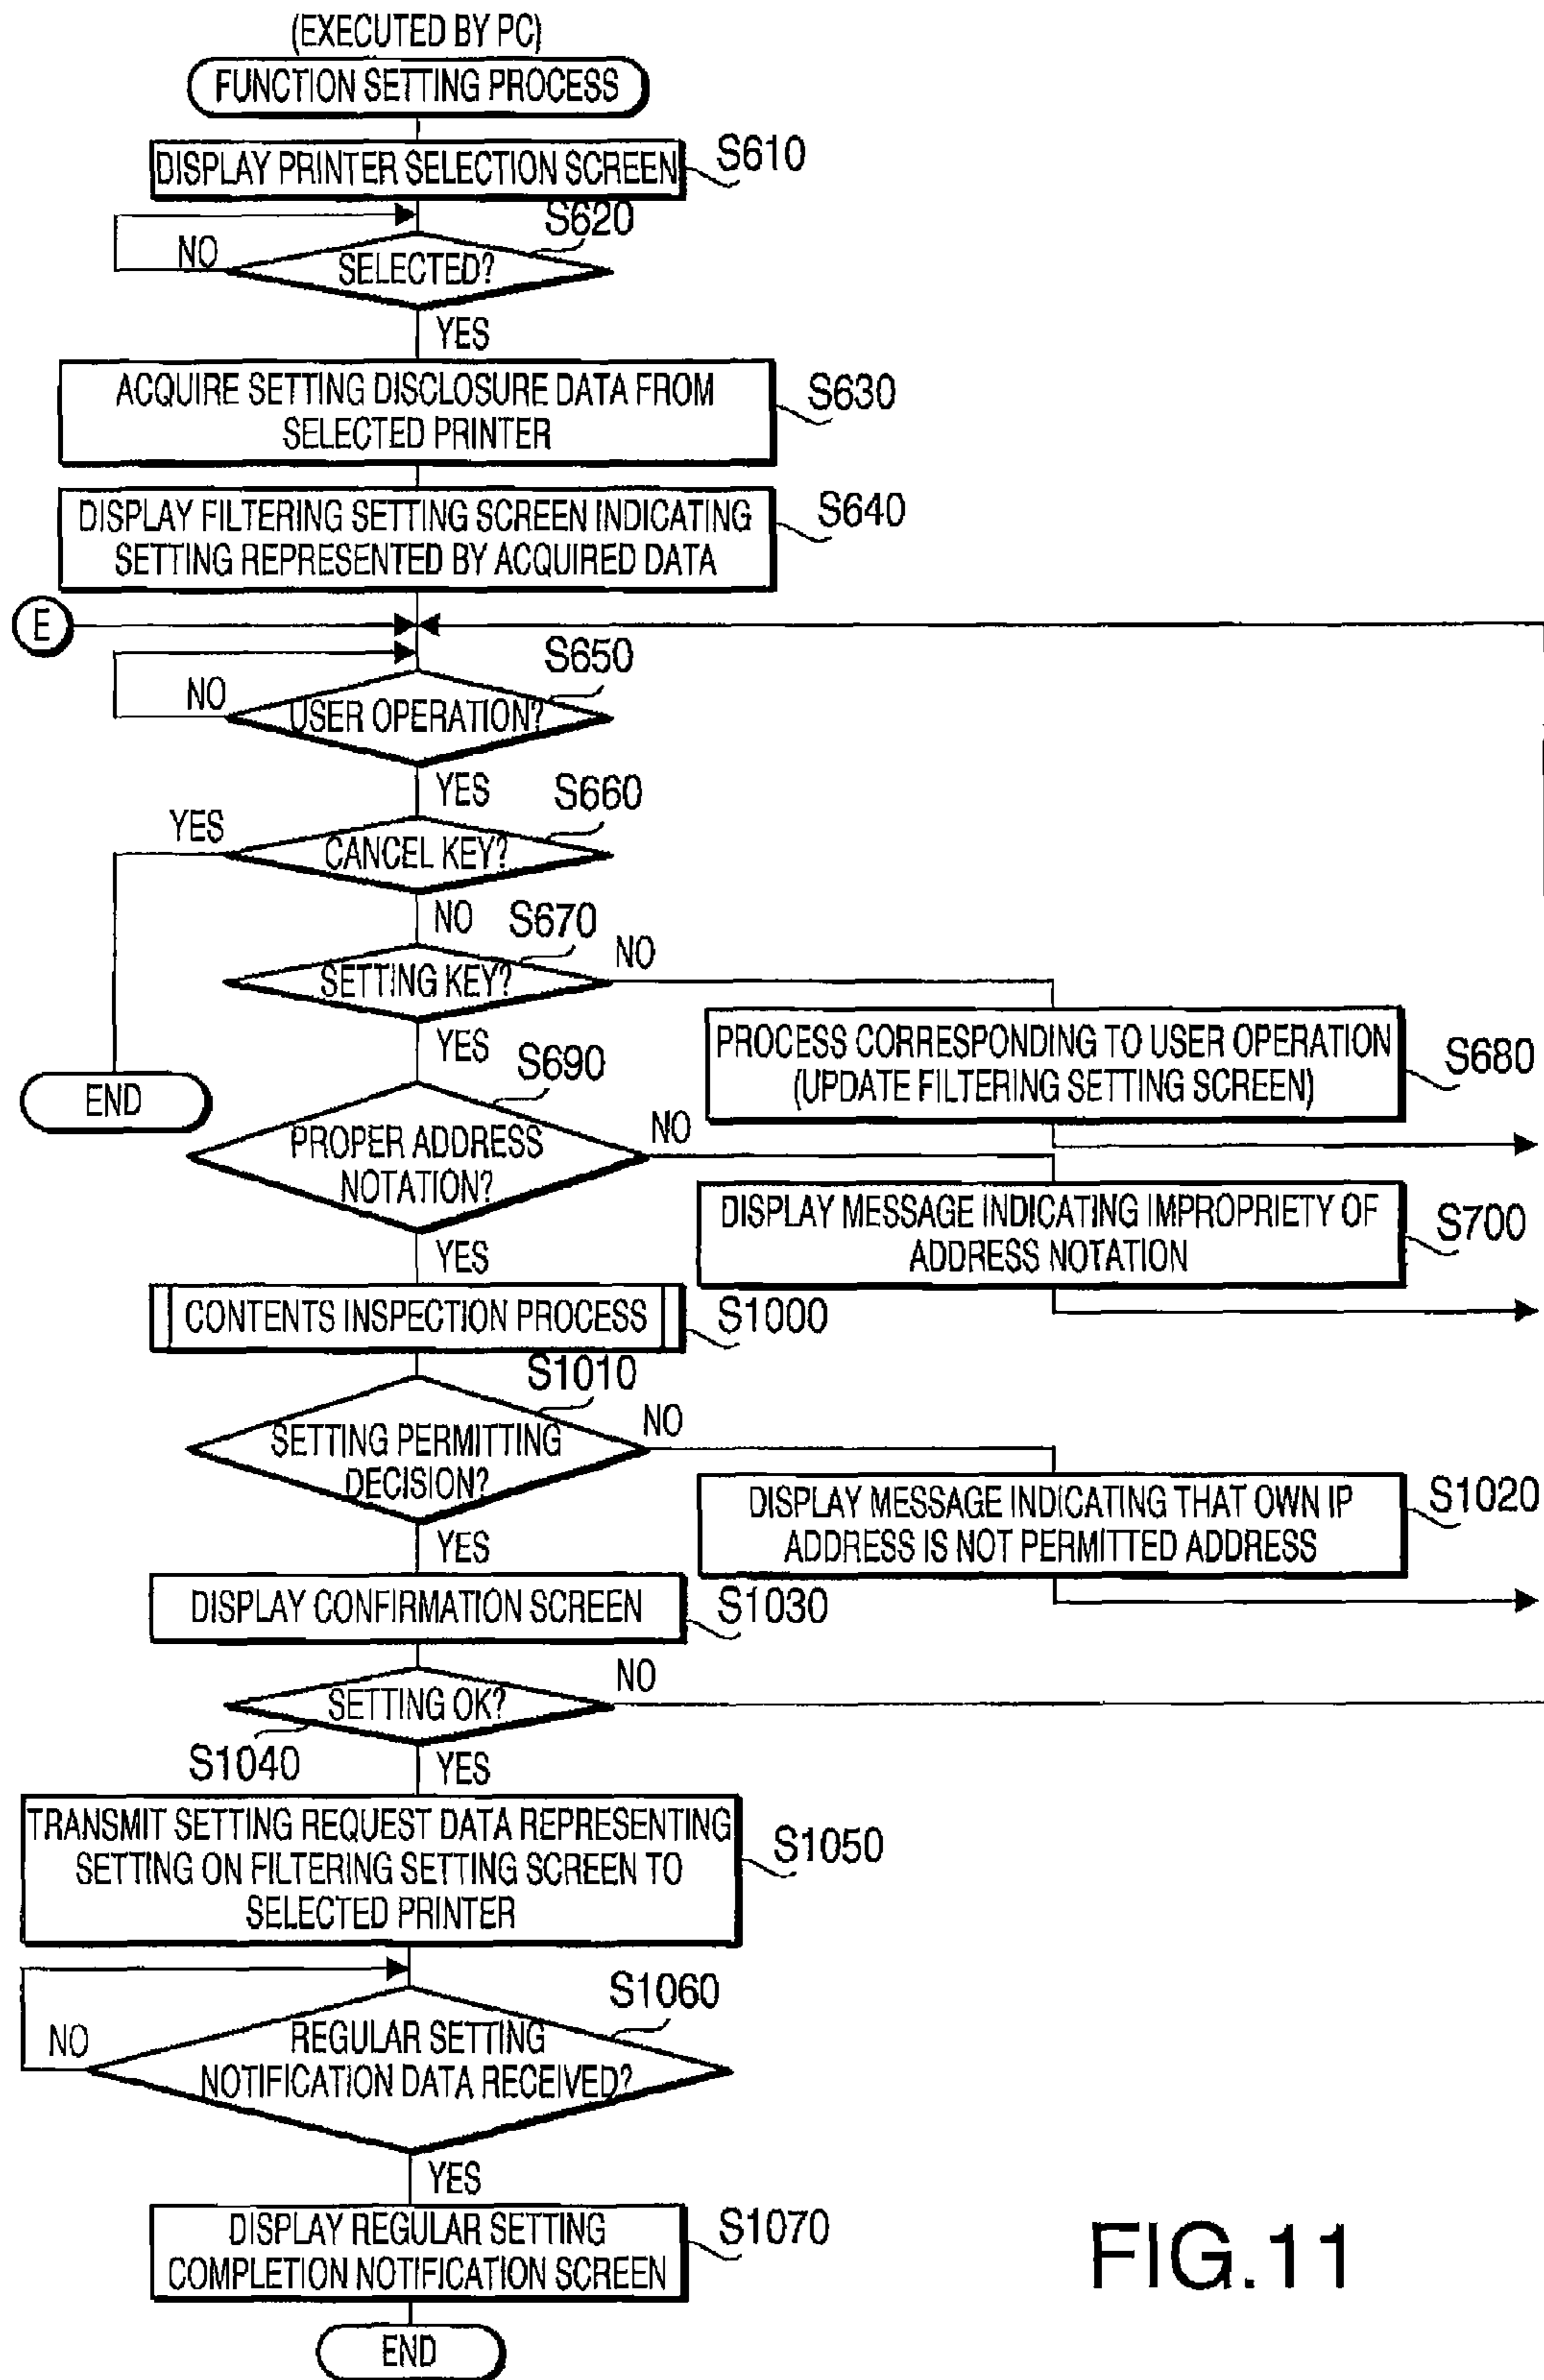 (EXECUTED BY PC)
FUNCTION SETTING PROCESS
DISPLAY PRINTER SELECTION SCREEN
S610
S620
NO
SELECTED?
YES
ACQUIRE SETTING DISCLOSURE DATA FROM
SELECTED PRINTER
S630
DISPLAY FILTERING SETTING SCREEN INDICATING
SETTING REPRESENTED BY ACQUIRED DATA
S640
E
S650
NO
USER OPERATION?
YES
S660
YES
CANCEL KEY?
NO
S670
NO
SETTING KEY?
YES
PROCESS CORRESPONDING TO USER OPERATION
(UPDATE FILTERING SETTING SCREEN)
S680
END
S690
NO
PROPER ADDRESS
NOTATION?
YES
DISPLAY MESSAGE INDICATING IMPROPRIETY OF
ADDRESS NOTATION
S700
CONTENTS INSPECTION PROCESS
S1000
S1010
NO
SETTING PERMITTING
DECISION?
YES
DISPLAY MESSAGE INDICATING THAT OWN IP
ADDRESS IS NOT PERMITTED ADDRESS
S1020
DISPLAY CONFIRMATION SCREEN
S1030
NO
SETTING OK?
S1040
YES
TRANSMIT SETTING REQUEST DATA REPRESENTING
SETTING ON FILTERING SETTING SCREEN TO
SELECTED PRINTER
S1050
S1060
NO
REGULAR SETTING
NOTIFICATION DATA RECEIVED?
YES
DISPLAY REGULAR SETTING
COMPLETION NOTIFICATION SCREEN
S1070
END
FIG.11